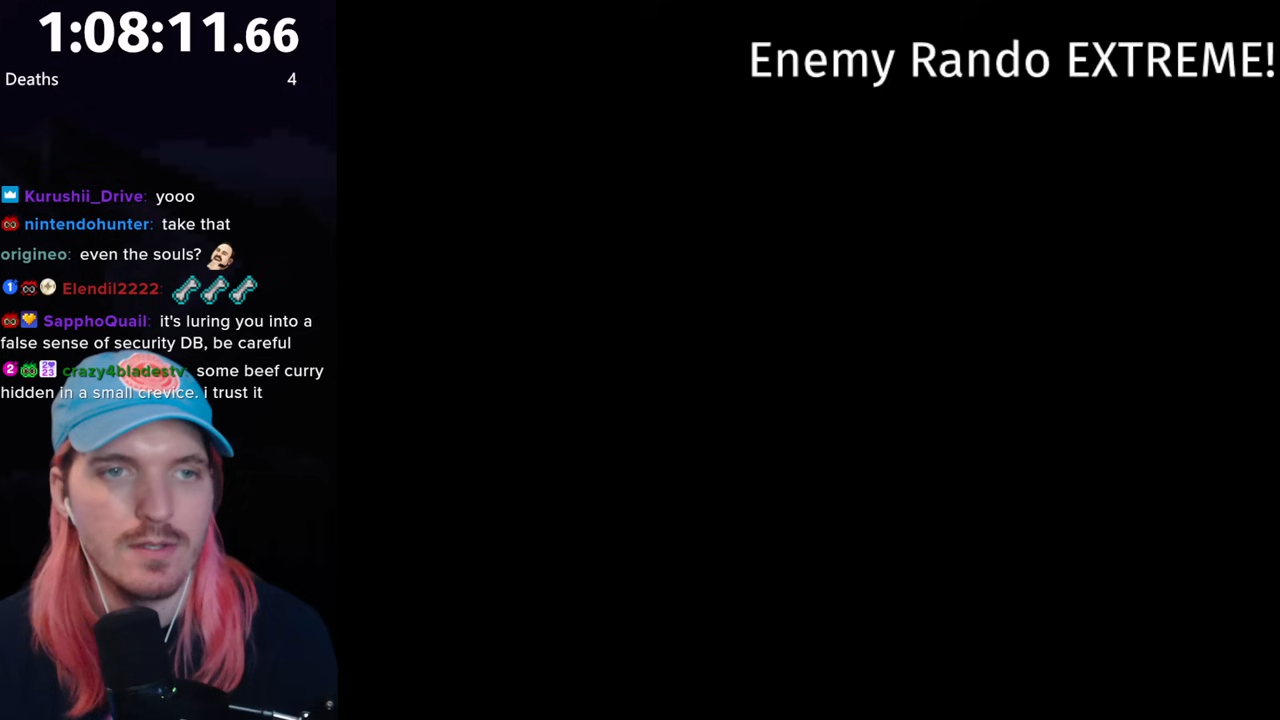 1:08:11.66
Enemy Rando EXTREME!
Deaths 4
Kurushii_Drive: yooo
nintendohunter: take that
origineo: even the souls?
Elendil2222:
SapphoQuail: it's luring you into a
false sense of security DB, be careful
crazy4bladestv: some beef curry
hidden in a small crevice. i trust it